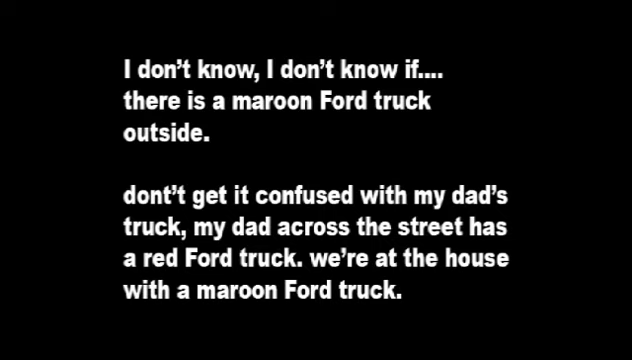 I don't know, I don't know if....
there is a maroon Ford truck
outside.
dont't get it confused with my dad's
truck, my dad across the street has
a red Ford truck. we're at the house
with a maroon Ford truck.